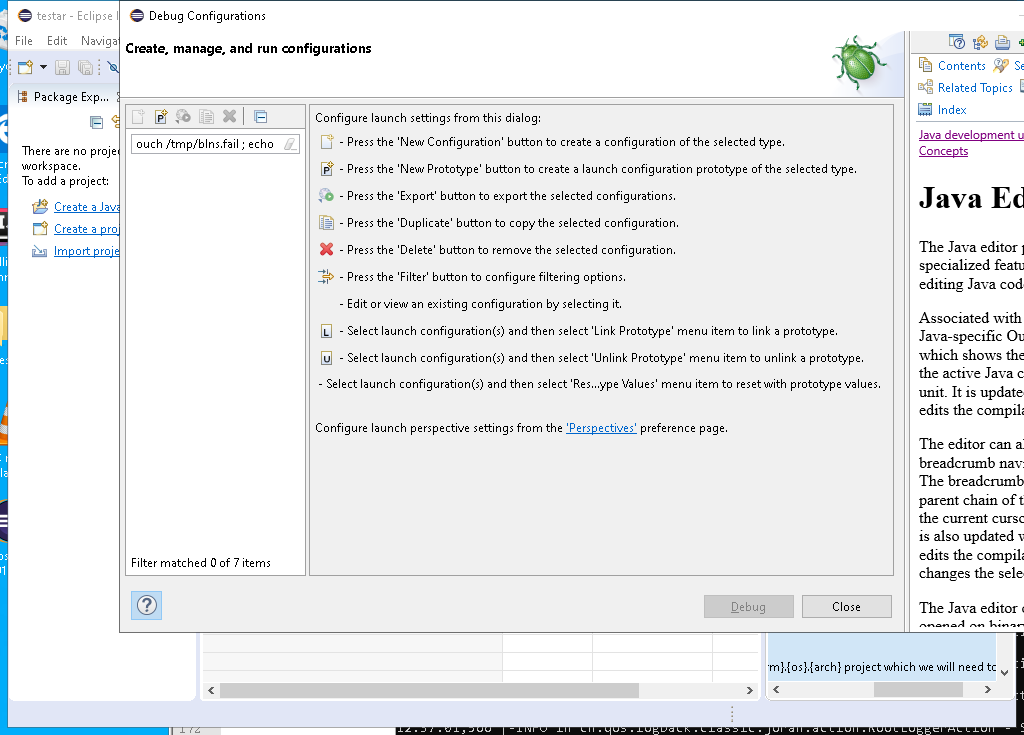 testar - Eclipse
Debug Configurations
File Edit Naviga
Create, manage, and run configurations
Package Exp...
Contents
Related Topics
Index
Java development u
Concepts
ouch /tmp/blns.fail ; echo
Configure launch settings from this dialog:
- Press the 'New Configuration' button to create a configuration of the selected type.
- Press the 'New Prototype' button to create a launch configuration prototype of the selected type.
- Press the 'Export' button to export the selected configurations.
- Press the 'Duplicate' button to copy the selected configuration.
- Press the 'Delete' button to remove the selected configuration.
- Press the 'Filter' button to configure filtering options.
- Edit or view an existing configuration by selecting it.
- Select launch configuration(s) and then select 'Link Prototype' menu item to link a prototype.
- Select launch configuration(s) and then select 'Unlink Prototype' menu item to unlink a prototype.
- Select launch configuration(s) and then select 'Res...ype Values' menu item to reset with prototype values.
Configure launch perspective settings from the 'Perspectives' preference page.
There are no proje
workspace.
To add a project:
Create a Java
Create a proj
Import proje
Filter matched 0 of 7 items
Debug
Close
Java Ed
The Java editor p
specialized featu
editing Java code
Associated with
Java-specific Ou
which shows the
the active Java c
unit. It is update
edits the compila
The editor can al
breadcrumb navi
The breadcrumb
parent chain of t
the current curso
is also updated w
edits the compila
changes the selec
The Java editor c
opened on binary
rm}.{os}.{arch} project which we will need to
172
12:57:01,568 |-INFO in ch.qos.logback.classic.joran.action.RootLoggerAction - S